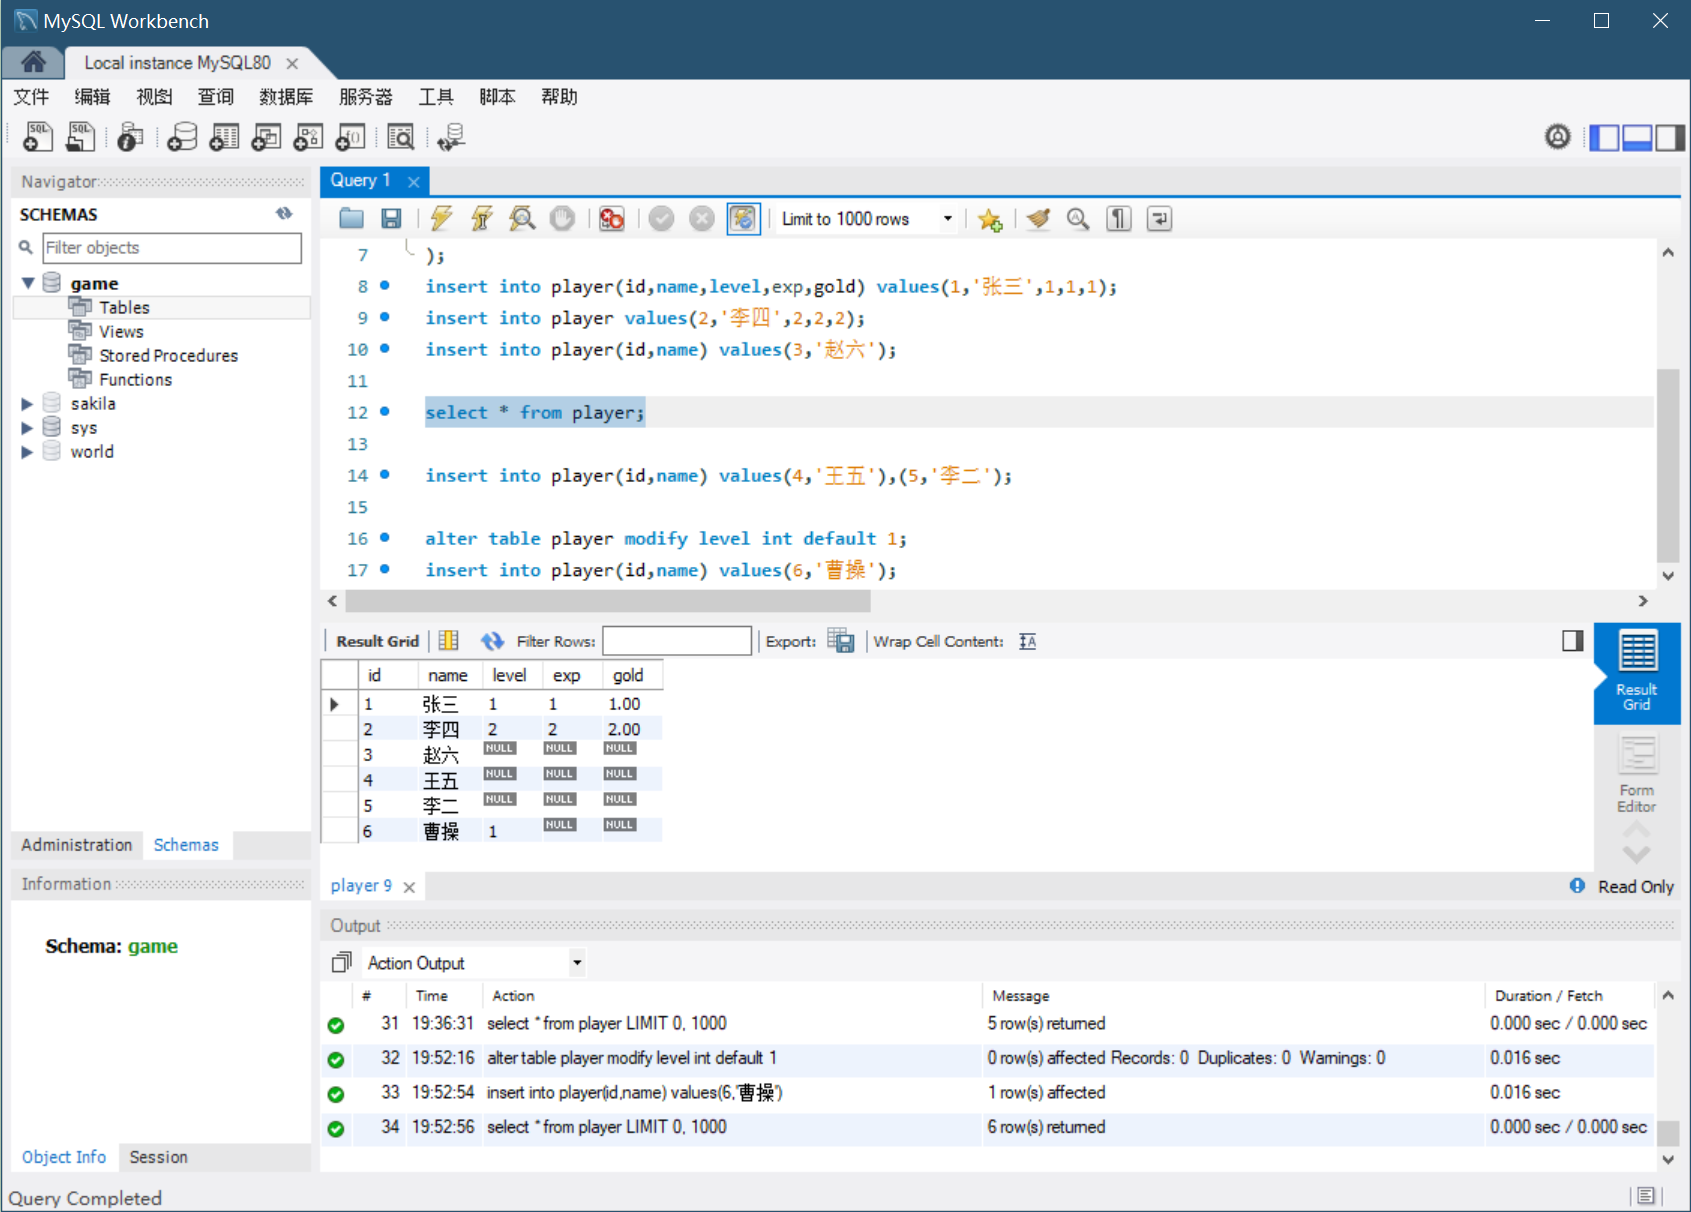 MySQL Workbench
Local instance MySQL80
文件 编辑 视图 查询 数据库 服务器 工具 脚本 帮助
Navigator
SCHEMAS
Filter objects
game
Tables
Views
Stored Procedures
Functions
sakila
sys
world
Administration Schemas
Information
Schema: game
Object Info Session
Query 1
Limit to 1000 rows
7 );
8 insert into player(id,name,level,exp,gold) values(1,'张三',1,1,1);
9 insert into player values(2,'李四',2,2,2);
10 insert into player(id,name) values(3,'赵六');
11
12 select * from player;
13
14 insert into player(id,name) values(4,'王五'),(5,'李二');
15
16 alter table player modify level int default 1;
17 insert into player(id,name) values(6,'曹操');
Result Grid Filter Rows: Export: Wrap Cell Content:
id name level exp gold
1 张三 1 1 1.00
2 李四 2 2 2.00
3 赵六 NULL NULL NULL
4 王五 NULL NULL NULL
5 李二 NULL NULL NULL
6 曹操 1 NULL NULL
Result
Grid
Form
Editor
player 9
Read Only
Output
Action Output
# Time Action Message Duration / Fetch
31 19:36:31 select * from player LIMIT 0, 1000 5 row(s) returned 0.000 sec / 0.000 sec
32 19:52:16 alter table player modify level int default 1 0 row(s) affected Records: 0 Duplicates: 0 Warnings: 0 0.016 sec
33 19:52:54 insert into player(id,name) values(6,'曹操') 1 row(s) affected 0.016 sec
34 19:52:56 select * from player LIMIT 0, 1000 6 row(s) returned 0.000 sec / 0.000 sec
Query Completed